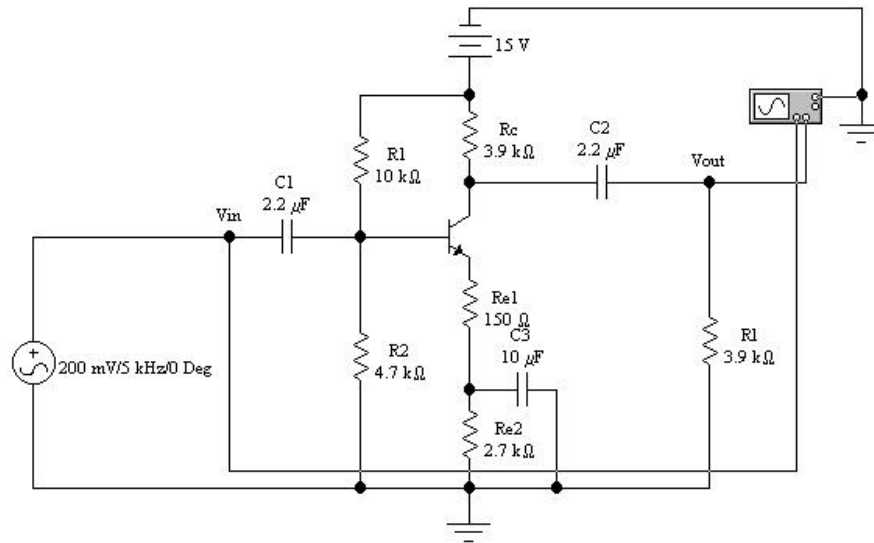 15 V
R1
10 kΩ
Rc
3.9 kΩ
C2
2.2 μF
Vout
C1
2.2 μF
Vin
Re1
150 Ω
C3
10 μF
R2
4.7 kΩ
Rl
3.9 kΩ
200 mV/5 kHz/0 Deg
Re2
2.7 kΩ